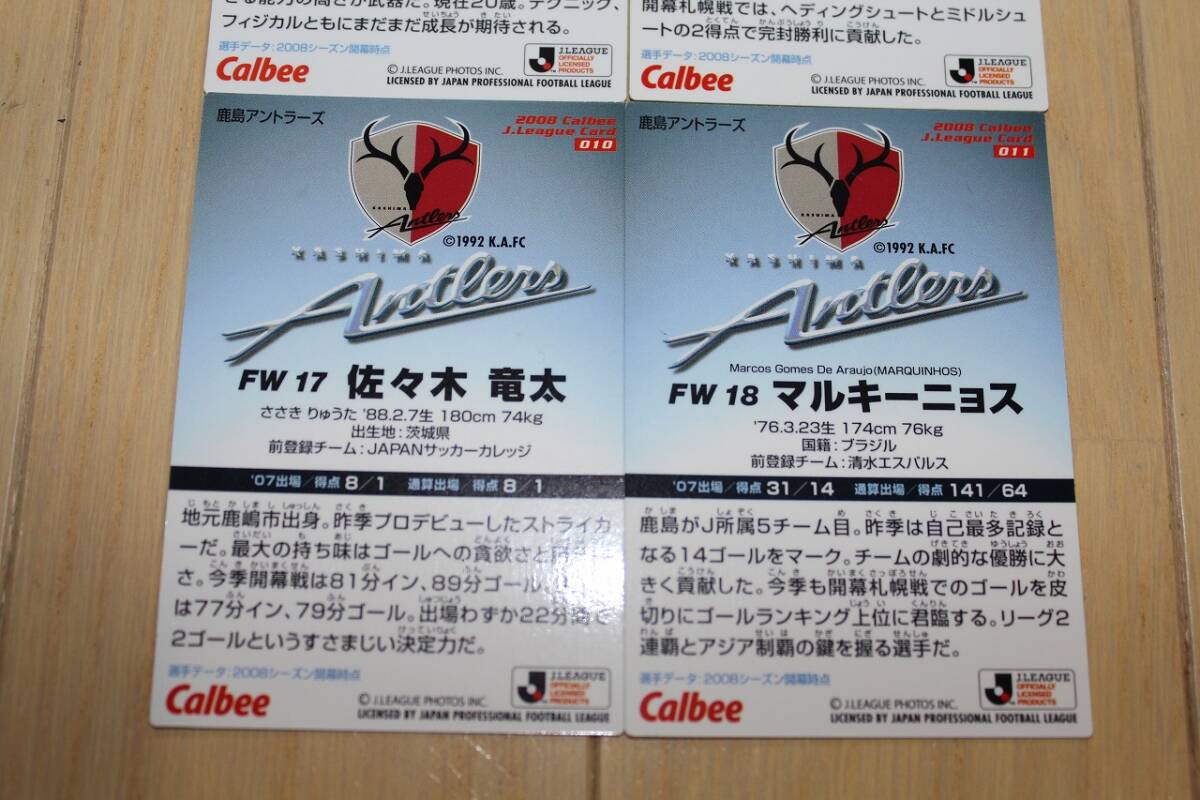 フィジカルともにまだまだ成長が期待される。
選手データ：2008シーズン開幕時点
Calbee
© J.LEAGUE PHOTOS INC.
LICENSED BY JAPAN PROFESSIONAL FOOTBALL LEAGUE
J.LEAGUE
OFFICIALLY
LICENSED
PRODUCTS
開幕札幌戦では、ヘディングシュートとミドルシュ
ートの2得点で完封勝利に貢献した。
選手データ：2008シーズン開幕時点
Calbee
© J.LEAGUE PHOTOS INC.
LICENSED BY JAPAN PROFESSIONAL FOOTBALL LEAGUE
J.LEAGUE
OFFICIALLY
LICENSED
PRODUCTS
鹿島アントラーズ
2008 Calbee
J.League Card
010
KASHIMA
Antlers
©1992 K.A.FC
KASHIMA
Antlers
FW 17 佐々木 竜太
ささき りゅうた '88.2.7生 180cm 74kg
出生地：茨城県
前登録チーム：JAPANサッカーカレッジ
'07出場／得点 8／1 通算出場／得点 8／1
地元鹿嶋市出身。昨季プロデビューしたストライカ
ーだ。最大の持ち味はゴールへの貪欲さと
さ。今季開幕戦は81分イン、89分ゴール
は77分イン、79分ゴール。出場わずか22分間で
2ゴールというすさまじい決定力だ。
選手データ：2008シーズン開幕時点
Calbee
© J.LEAGUE PHOTOS INC.
LICENSED BY JAPAN PROFESSIONAL FOOTBALL LEAGUE
J.LEAGUE
OFFICIALLY
LICENSED
PRODUCTS
鹿島アントラーズ
2008 Calbee
J.League Card
011
KASHIMA
Antlers
©1992 K.A.FC
KASHIMA
Antlers
Marcos Gomes De Araujo(MARQUINHOS)
FW 18 マルキーニョス
'76.3.23生 174cm 76kg
国籍：ブラジル
前登録チーム：清水エスパルス
'07出場／得点 31／14 通算出場／得点 141／64
鹿島がJ所属5チーム目。昨季は自己最多記録と
なる14ゴールをマーク。チームの劇的な優勝に大
きく貢献した。今季も開幕札幌戦でのゴールを皮
切りにゴールランキング上位に君臨する。リーグ2
連覇とアジア制覇の鍵を握る選手だ。
選手データ：2008シーズン開幕時点
Calbee
© J.LEAGUE PHOTOS INC.
LICENSED BY JAPAN PROFESSIONAL FOOTBALL LEAGUE
J.LEAGUE
OFFICIALLY
LICENSED
PRODUCTS